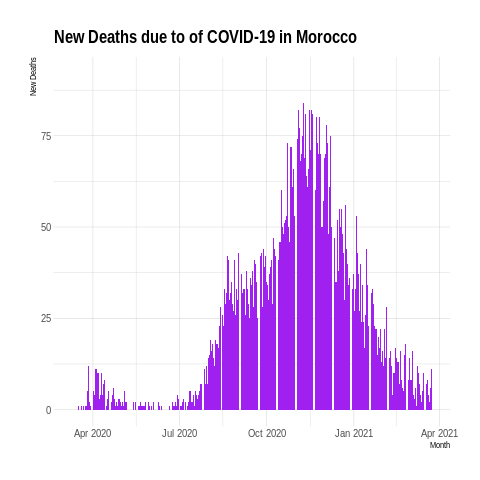 New Deaths due to of COVID-19 in Morocco
New Deaths
75
50
25
0
Apr 2020 Jul 2020 Oct 2020 Jan 2021 Apr 2021
Month